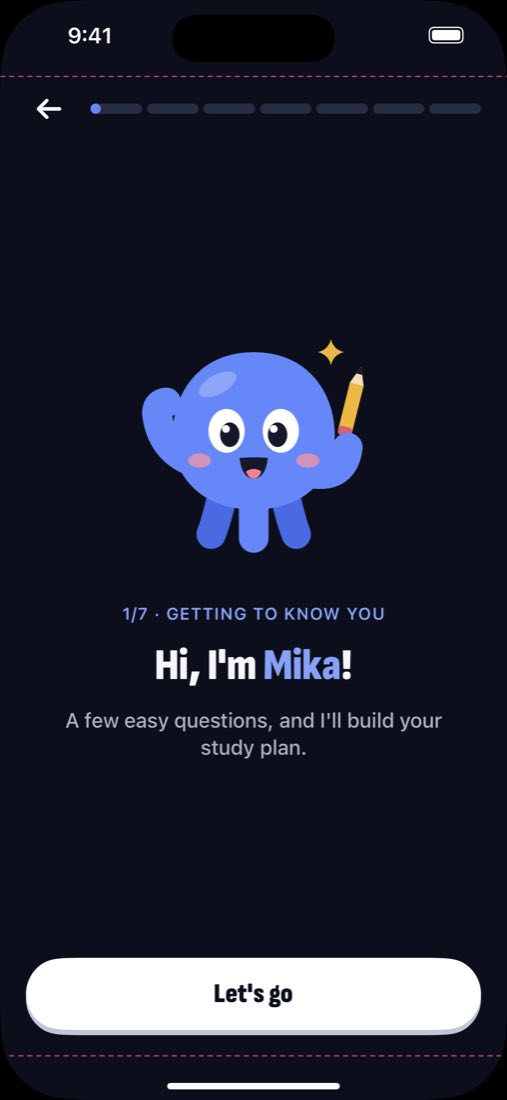 9:41
1/7 · GETTING TO KNOW YOU
Hi, I'm Mika!
A few easy questions, and I'll build your
study plan.
Let's go